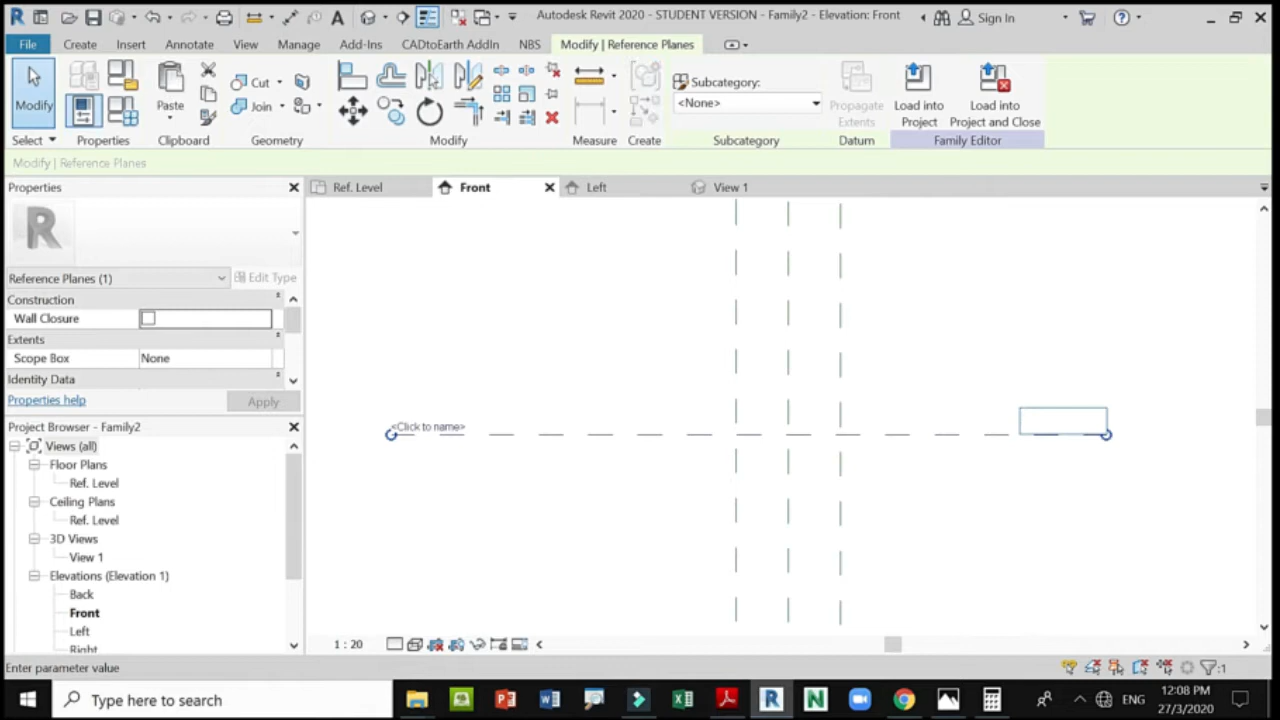 Autodesk Revit 2020 - STUDENT VERSION - Family2 - Elevation: Front
Sign In
File Create Insert Annotate View Manage Add-Ins CADtoEarth AddIn NBS Modify | Reference Planes
Modify
Paste
Cut
Join
Subcategory:
<None>
Propagate Extents
Load into Project
Load into Project and Close
Select Properties Clipboard Geometry Modify Measure Create Subcategory Datum Family Editor
Modify | Reference Planes
Properties
Ref. Level Front Left View 1
Reference Planes (1) Edit Type
Construction
Wall Closure
Extents
Scope Box None
Identity Data
Properties help Apply
<Click to name>
Project Browser - Family2
Views (all)
Floor Plans
Ref. Level
Ceiling Plans
Ref. Level
3D Views
View 1
Elevations (Elevation 1)
Back
Front
Left
Right
1 : 20
Enter parameter value
:1
Type here to search
ENG
12:08 PM
27/3/2020